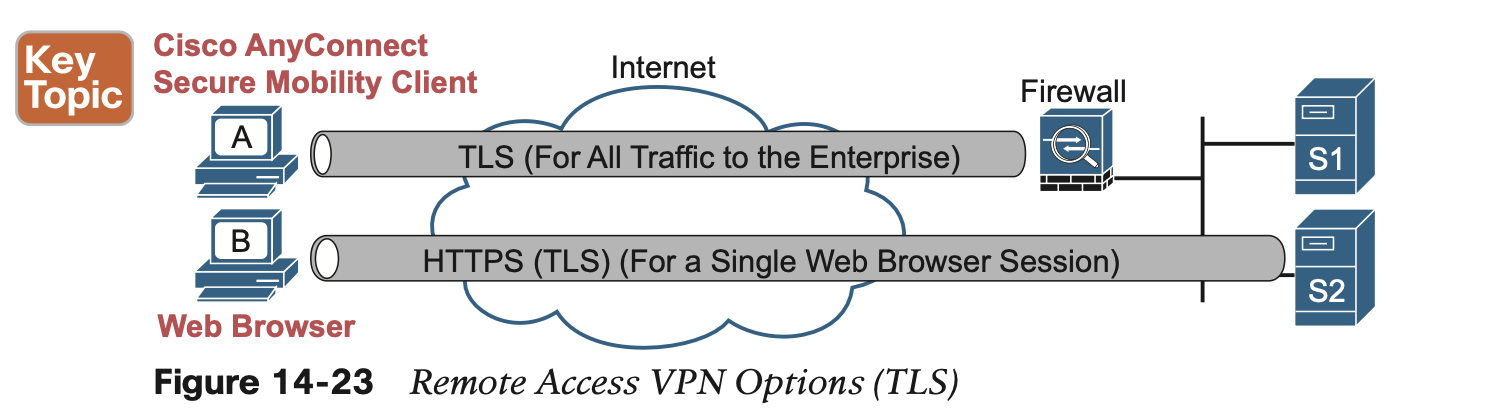 Key
Topic
Cisco AnyConnect
Secure Mobility Client
Internet
Firewall
A
TLS (For All Traffic to the Enterprise)
S1
B
HTTPS (TLS) (For a Single Web Browser Session)
S2
Web Browser
Figure 14-23 Remote Access VPN Options (TLS)